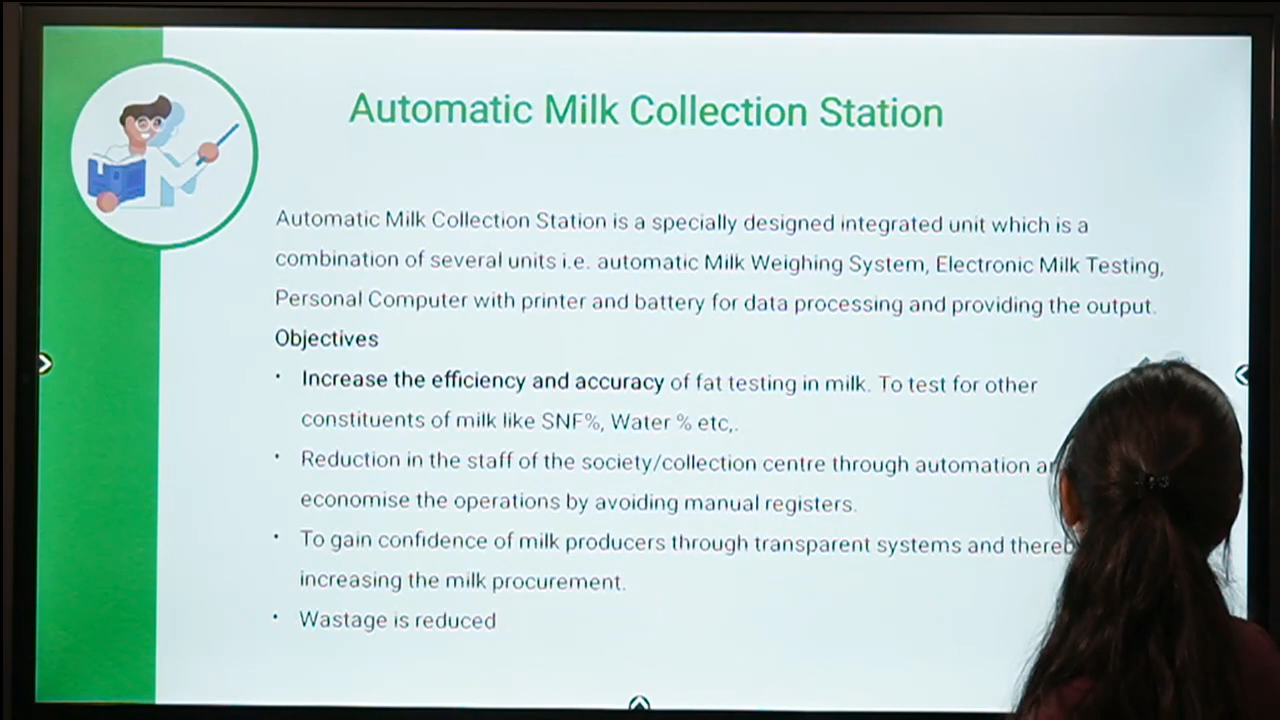 Automatic Milk Collection Station
Automatic Milk Collection Station is a specially designed integrated unit which is a
combination of several units i.e. automatic Milk Weighing System, Electronic Milk Testing,
Personal Computer with printer and battery for data processing and providing the output.
Objectives
• Increase the efficiency and accuracy of fat testing in milk. To test for other
constituents of milk like SNF%, Water % etc,.
• Reduction in the staff of the society/collection centre through automation
economise the operations by avoiding manual registers.
• To gain confidence of milk producers through transparent systems and
increasing the milk procurement.
• Wastage is reduced